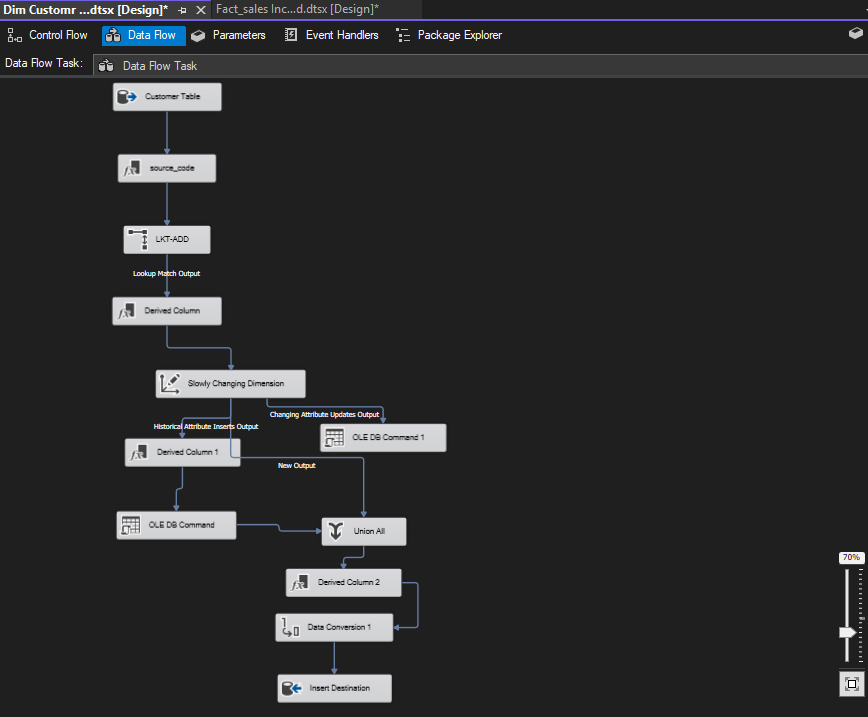 Dim Customr ...dtsx [Design]*
Fact_sales Inc...d.dtsx [Design]*
Control Flow
Data Flow
Parameters
Event Handlers
Package Explorer
Data Flow Task:
Data Flow Task
Customer Table
source_code
LKT-ADD
Lookup Match Output
Derived Column
Slowly Changing Dimension
Changing Attribute Updates Output
Historical Attribute Inserts Output
OLE DB Command 1
Derived Column 1
New Output
OLE DB Command
Union All
70%
Derived Column 2
Data Conversion 1
Insert Destination